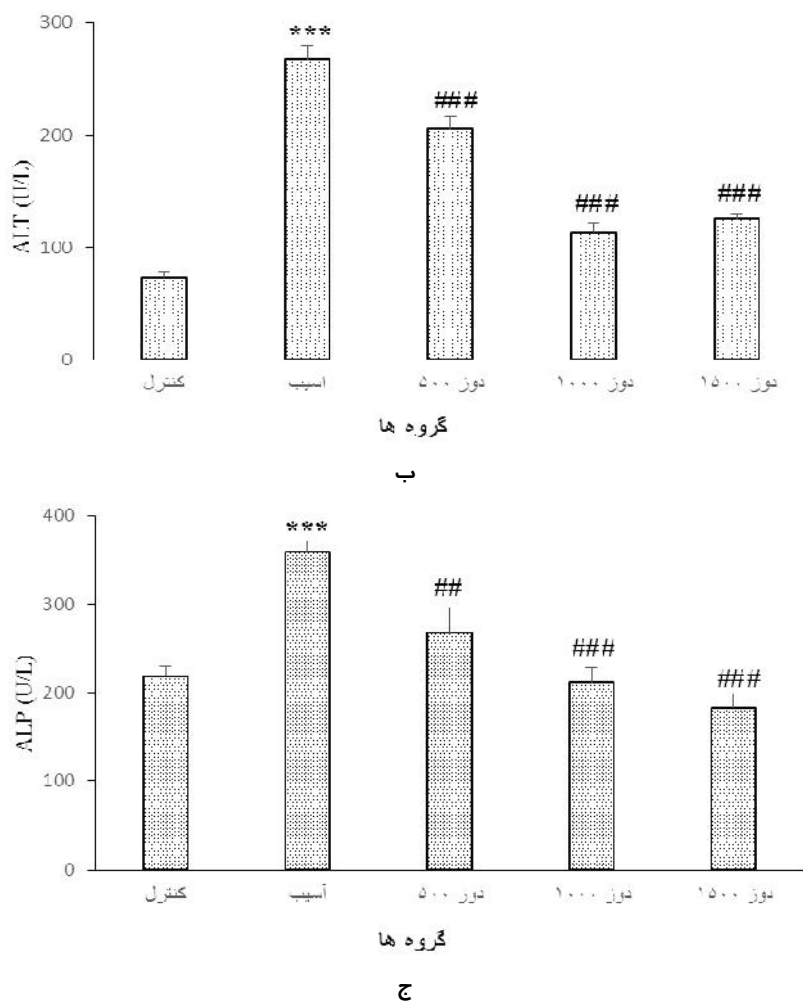 300
200
100
0
ALT (U/L)
***
###
###
###
کنترل
اسیب
دوز ۵۰۰
دوز ۱۰۰۰
دوز ۱۵۰۰
گروه ها
ب
400
300
200
100
0
ALP (U/L)
***
##
###
###
کنترل
آسیب
دوز ۵۰۰
دوز ۱۰۰۰
دوز ۱۵۰۰
گروه ها
ج